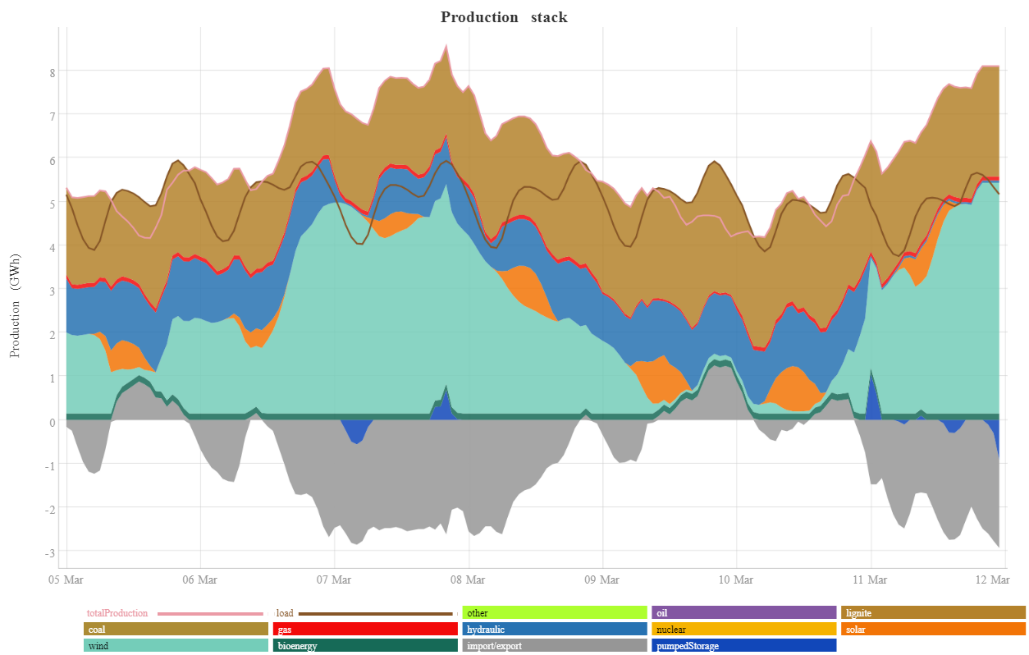 Production stack
Production (GWh)
8
7
6
5
4
3
2
1
0
-1
-2
-3
05 Mar 06 Mar 07 Mar 08 Mar 09 Mar 10 Mar 11 Mar 12 Mar
totalProduction load other oil lignite
coal gas hydraulic nuclear solar
wind bioenergy import/export pumpedStorage